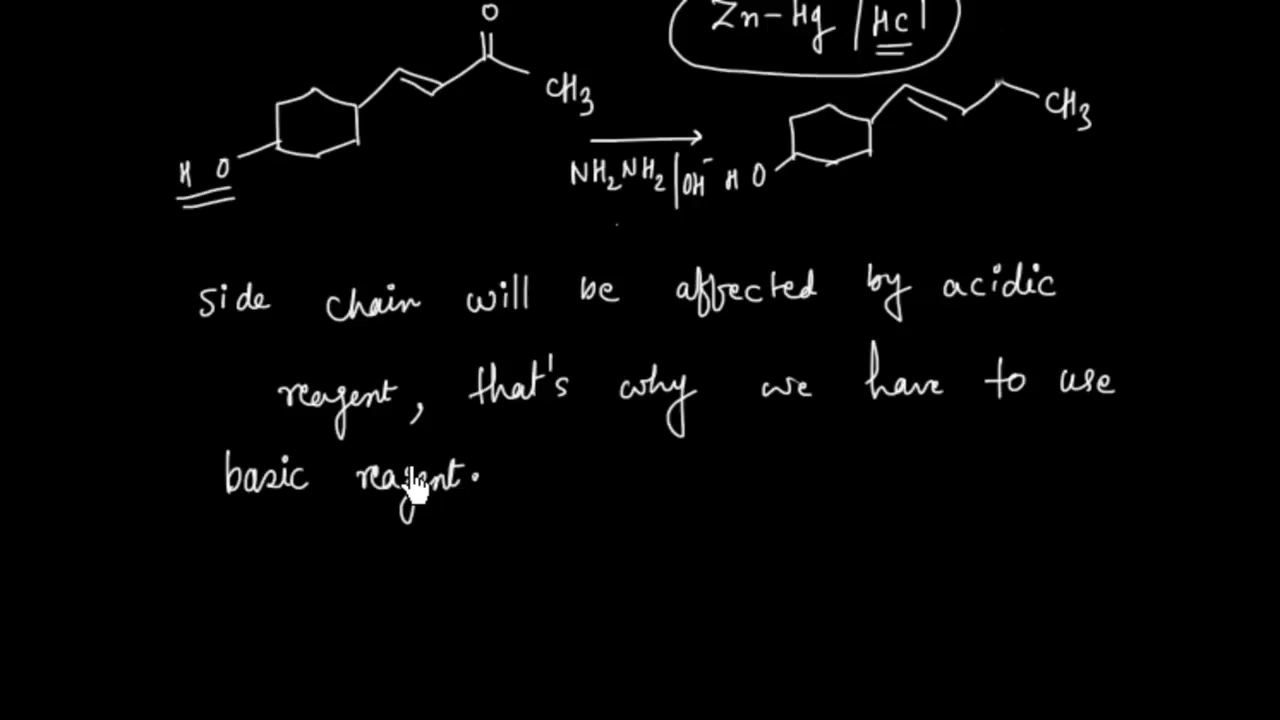 O
Zn-Hg / HCl
CH3
CH3
H O
NH2NH2/OH-
H O
side chain will be affected by acidic
reagent, that's why we have to use
basic reagent.